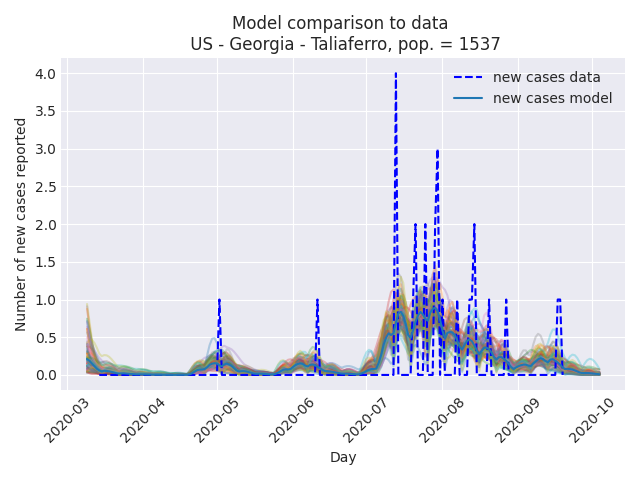 Model comparison to data
US - Georgia - Taliaferro, pop. = 1537
new cases data
new cases model
Number of new cases reported
4.0
3.5
3.0
2.5
2.0
1.5
1.0
0.5
0.0
2020-03
2020-04
2020-05
2020-06
2020-07
2020-08
2020-09
2020-10
Day